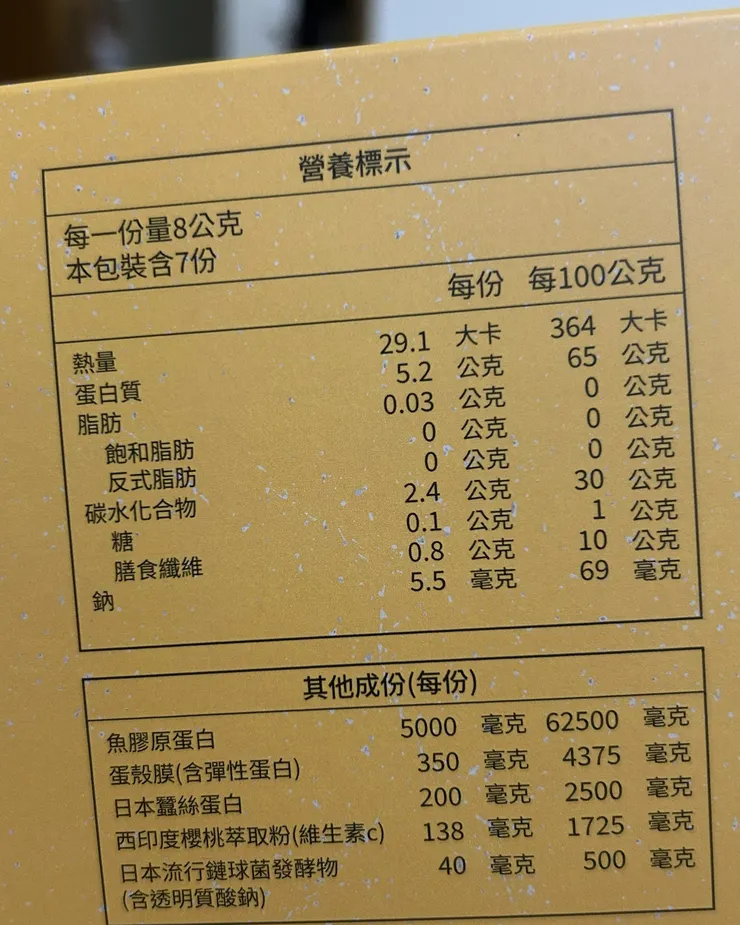 營養標示
每一份量8公克
本包裝含7份
每份 每100公克
熱量 29.1 大卡 364 大卡
蛋白質 5.2 公克 65 公克
脂肪 0.03 公克 0 公克
飽和脂肪 0 公克 0 公克
反式脂肪 0 公克 0 公克
碳水化合物 2.4 公克 30 公克
糖 0.1 公克 1 公克
膳食纖維 0.8 公克 10 公克
鈉 5.5 毫克 69 毫克
其他成份(每份)
魚膠原蛋白 5000 毫克 62500 毫克
蛋殼膜(含彈性蛋白) 350 毫克 4375 毫克
日本蠶絲蛋白 200 毫克 2500 毫克
西印度櫻桃萃取粉(維生素c) 138 毫克 1725 毫克
日本流行鏈球菌發酵物 40 毫克 500 毫克
(含透明質酸鈉)